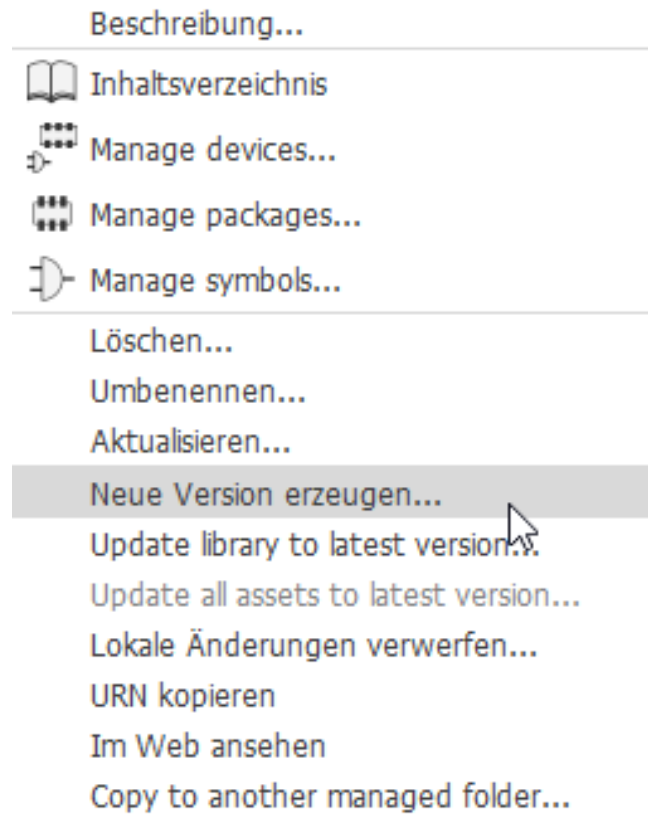 Beschreibung...
Inhaltsverzeichnis
Manage devices...
Manage packages...
Manage symbols...
Löschen...
Umbenennen...
Aktualisieren...
Neue Version erzeugen...
Update library to latest version...
Update all assets to latest version...
Lokale Änderungen verwerfen...
URN kopieren
Im Web ansehen
Copy to another managed folder...